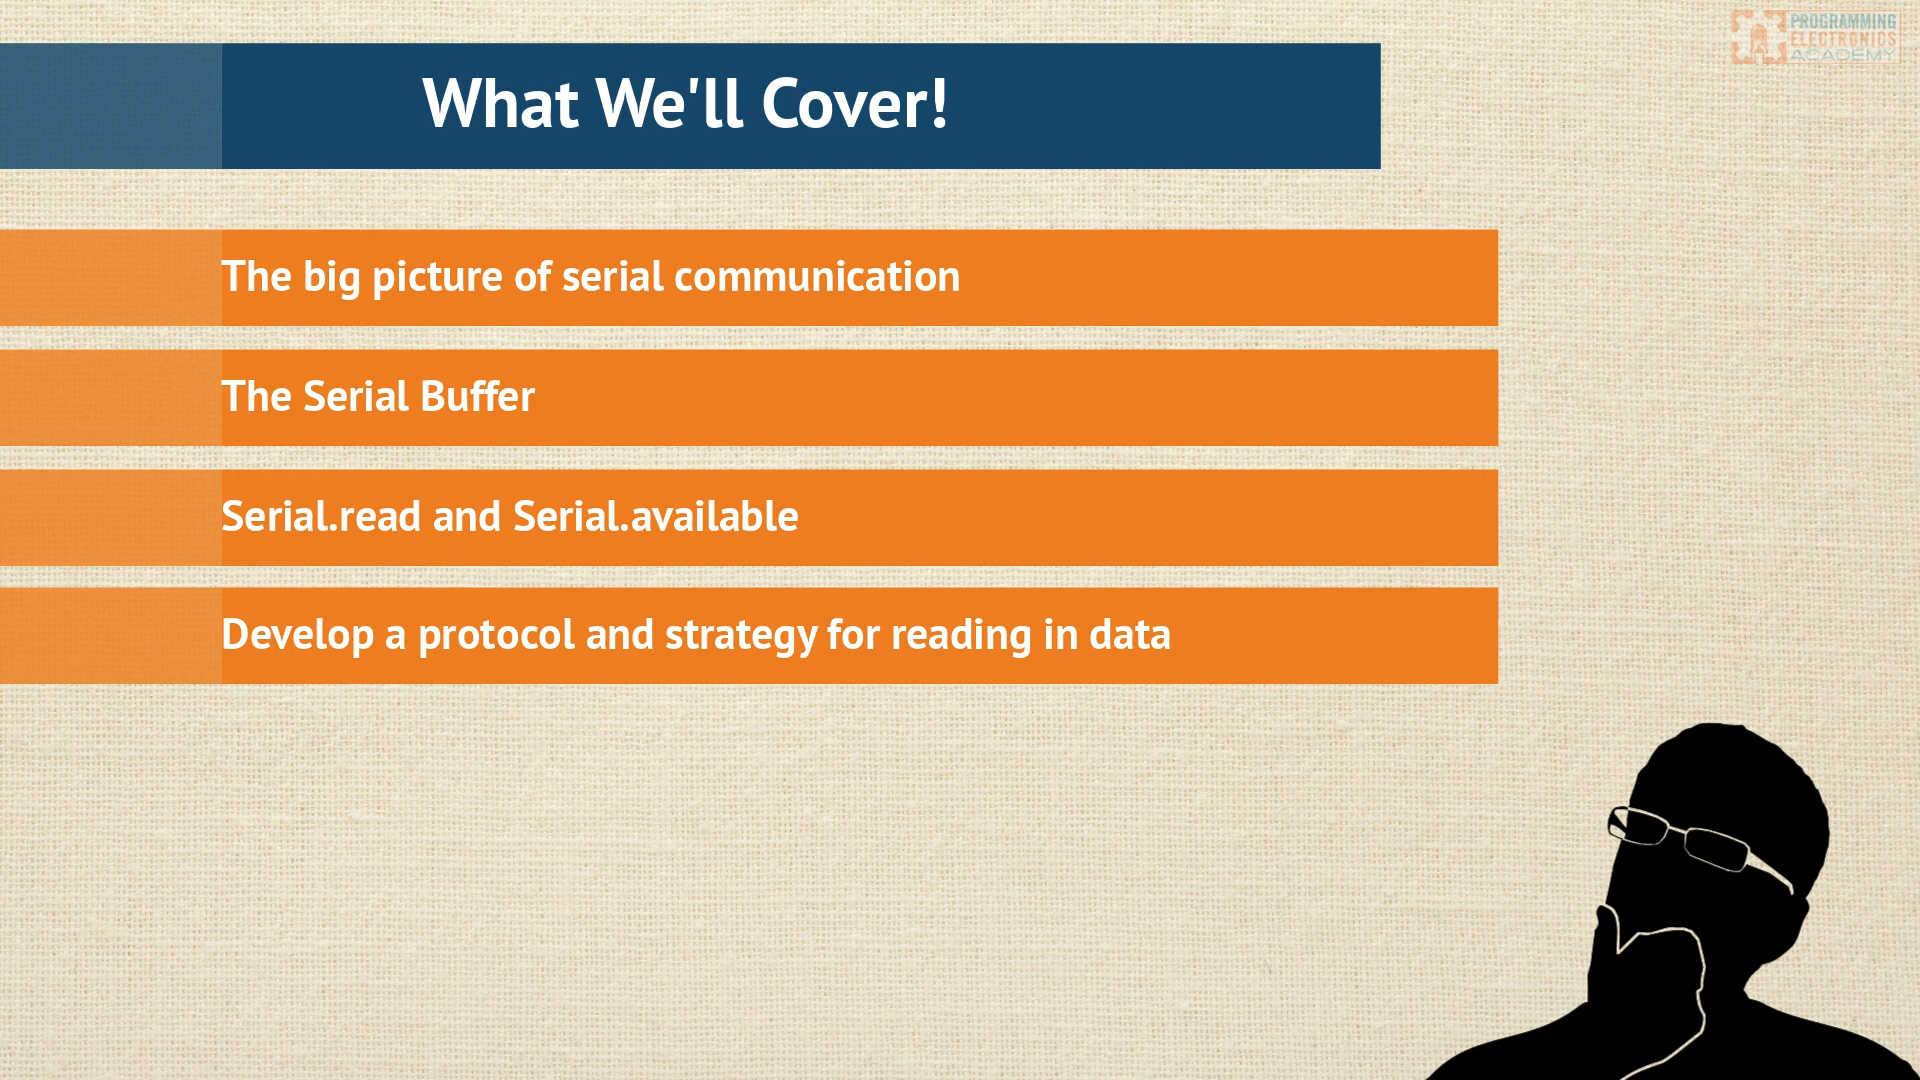 PROGRAMMING
ELECTRONICS
ACADEMY
What We'll Cover!
The big picture of serial communication
The Serial Buffer
Serial.read and Serial.available
Develop a protocol and strategy for reading in data